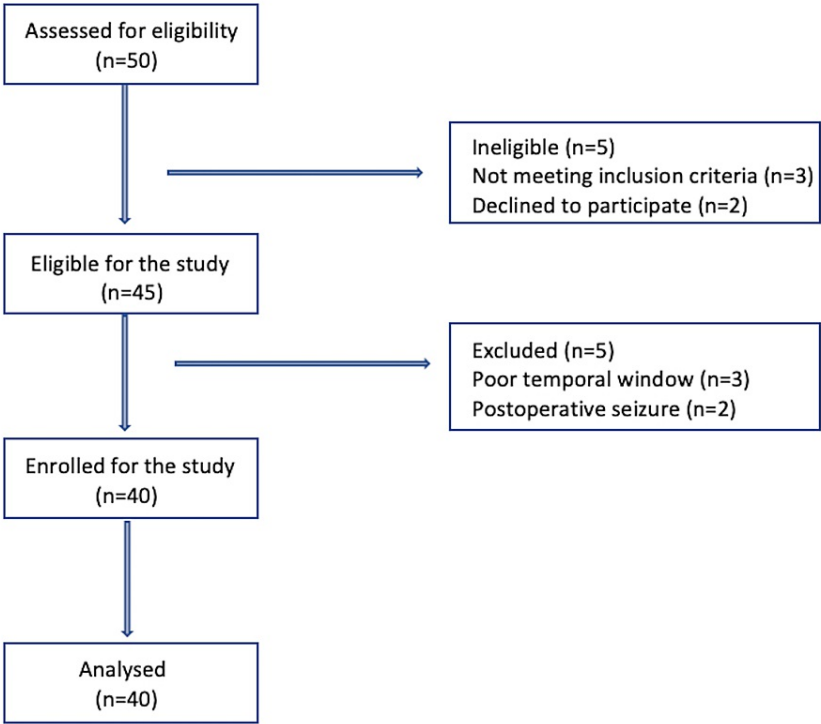 Assessed for eligibility
(n=50)
Ineligible (n=5)
Not meeting inclusion criteria (n=3)
Declined to participate (n=2)
Eligible for the study
(n=45)
Excluded (n=5)
Poor temporal window (n=3)
Postoperative seizure (n=2)
Enrolled for the study
(n=40)
Analysed
(n=40)